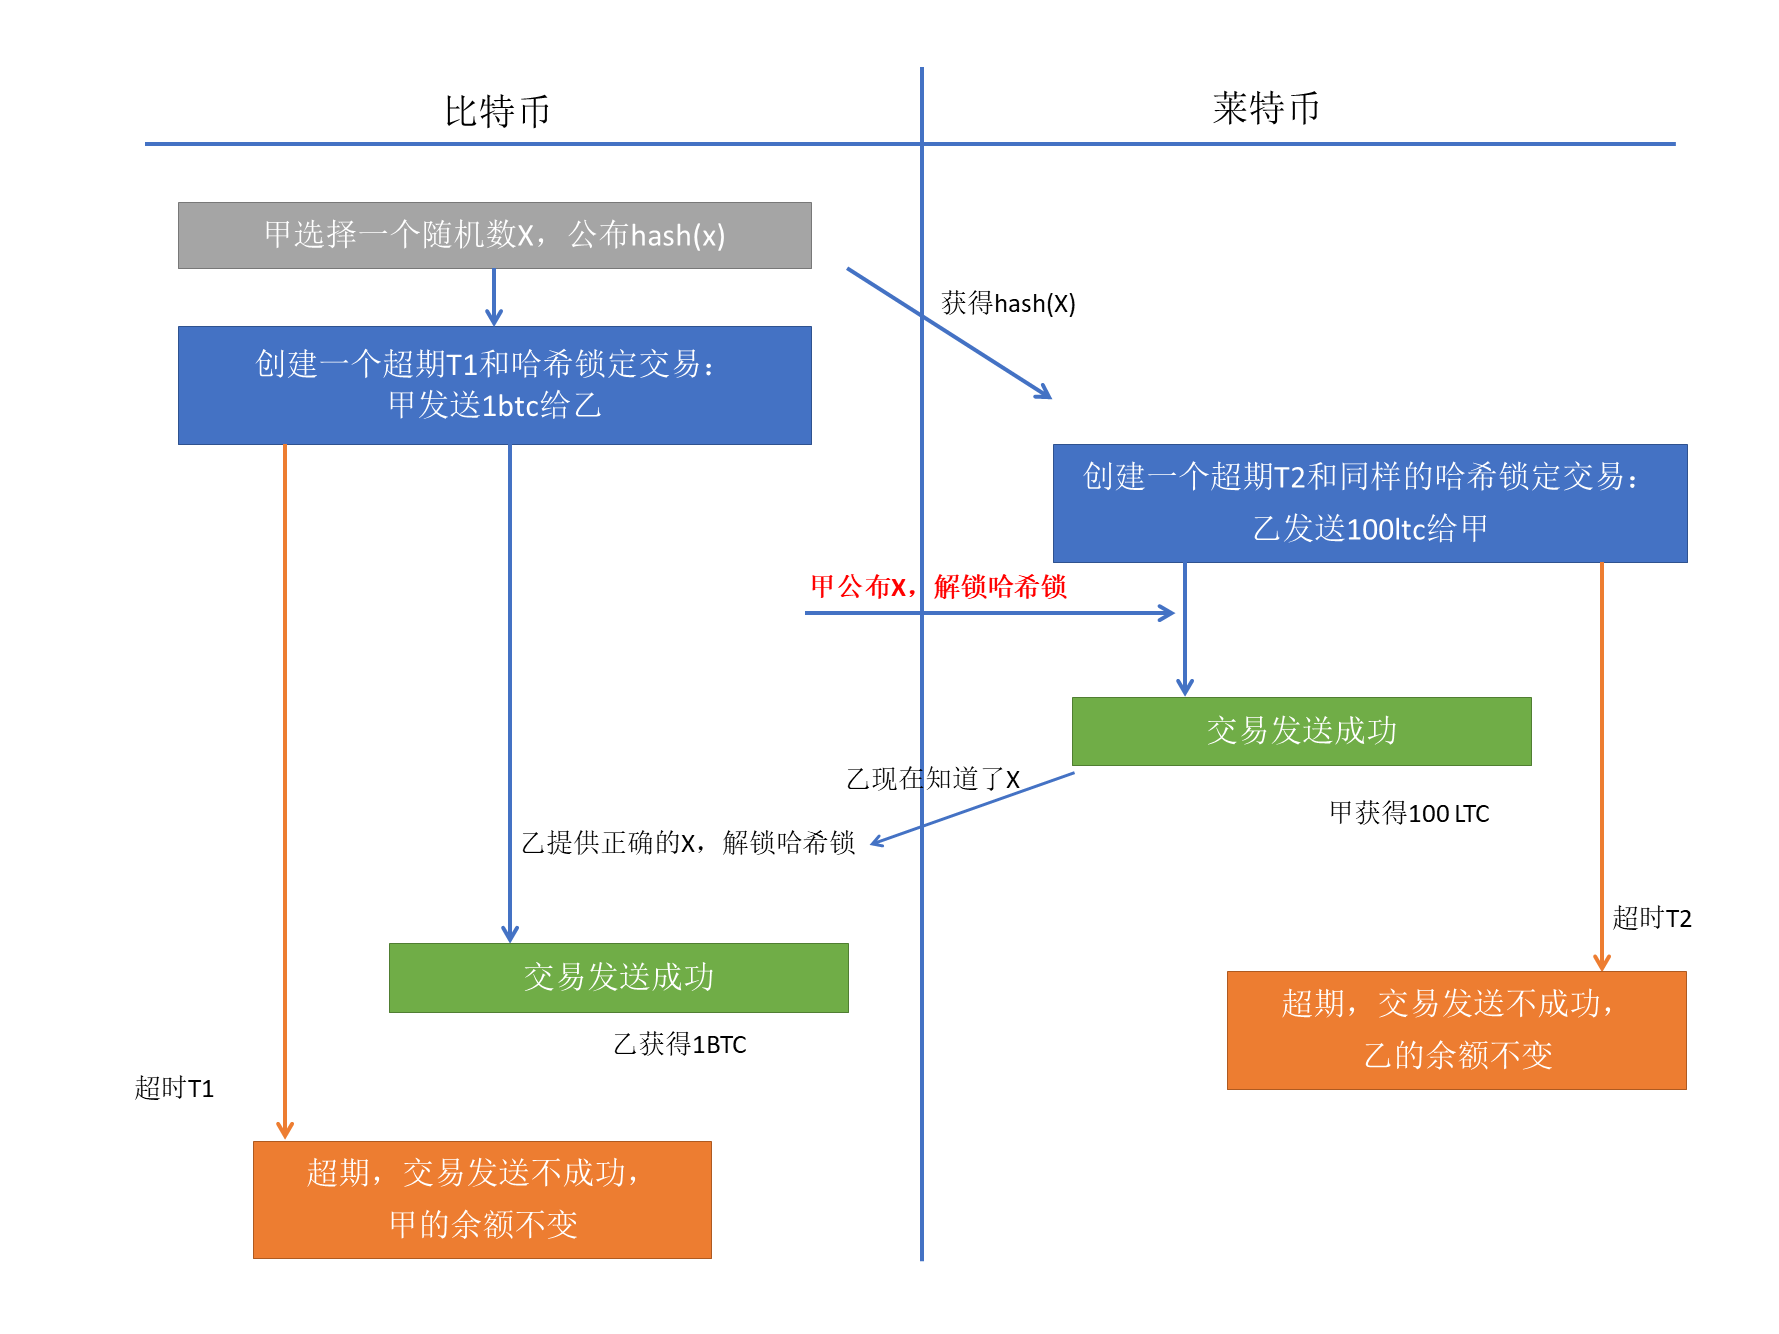 比特币
莱特币
甲选择一个随机数X，公布hash(x)
获得hash(X)
创建一个超期T1和哈希锁定交易：
甲发送1btc给乙
创建一个超期T2和同样的哈希锁定交易：
乙发送100ltc给甲
甲公布X，解锁哈希锁
交易发送成功
乙现在知道了X
甲获得100 LTC
乙提供正确的X，解锁哈希锁
超时T2
交易发送成功
超期，交易发送不成功，
乙的余额不变
乙获得1BTC
超时T1
超期，交易发送不成功，
甲的余额不变